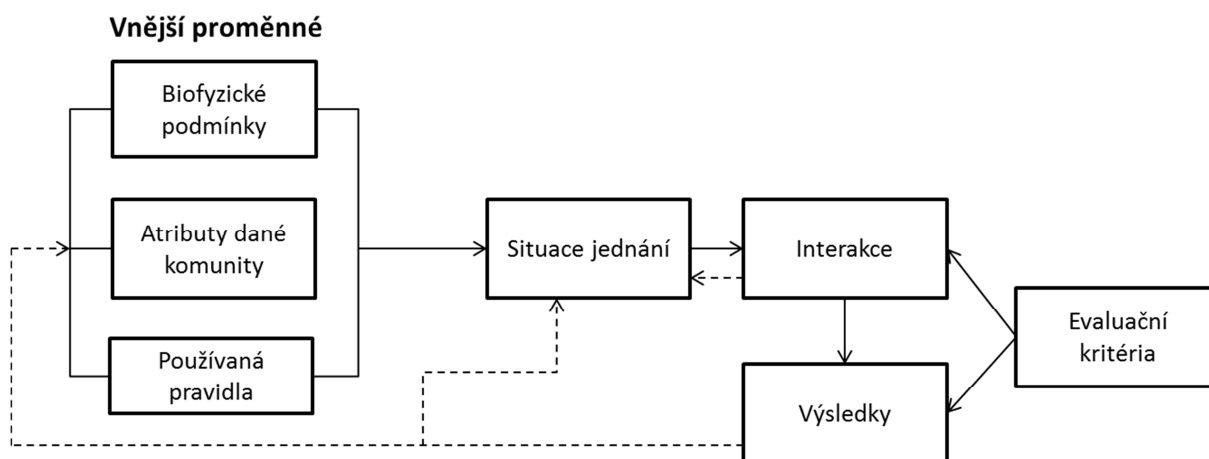 Vnější proměnné
Biofyzické
podmínky
Atributy dané
komunity
Používaná
pravidla
Situace jednání
Interakce
Výsledky
Evaluační
kritéria